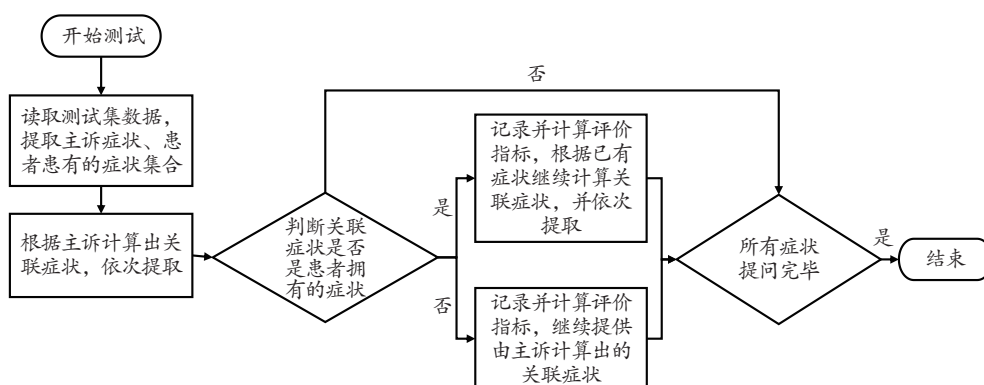 开始测试
读取测试集数据，
提取主诉症状、患
者患有的症状集合
根据主诉计算出关
联症状，依次提取
判断关联
症状是否
是患者拥
有的症状
否
是
记录并计算评价
指标，根据已有
症状继续计算关
联症状，并依次
提取
否
记录并计算评价
指标，继续提供
由主诉计算出的
关联症状
所有症状
提问完毕
是
结束